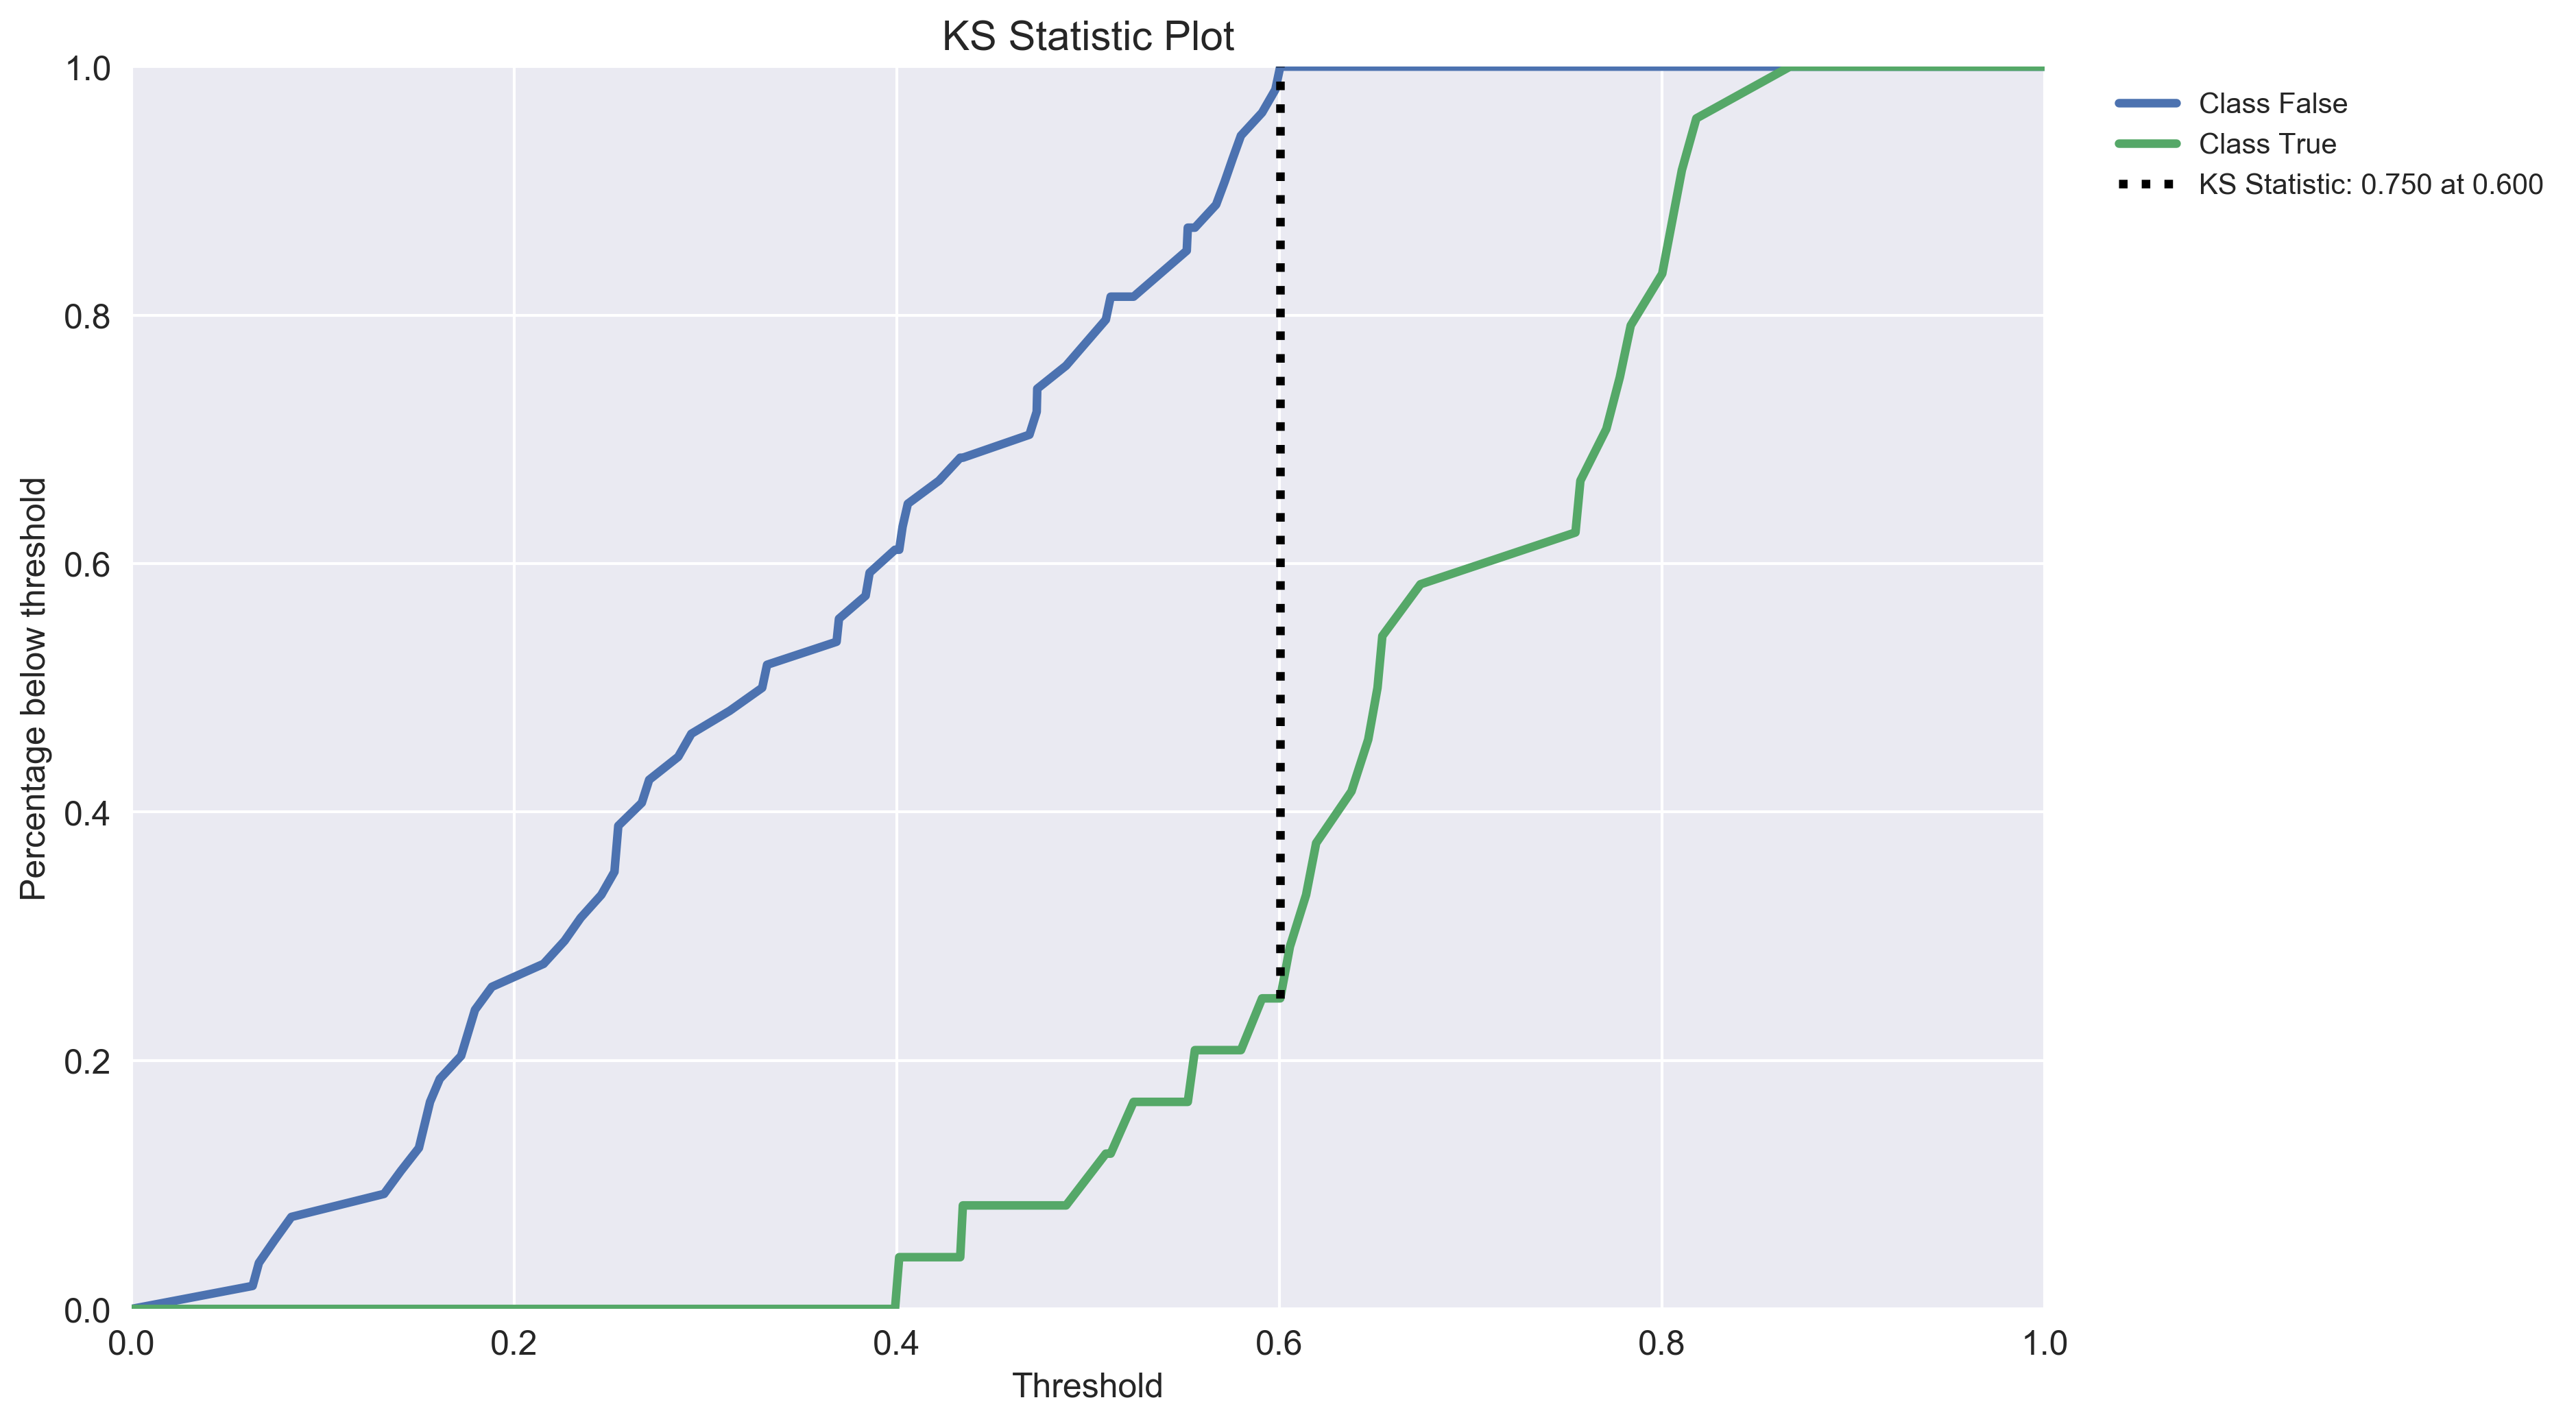 KS Statistic Plot
1.0
0.8
0.6
0.4
0.2
0.0
Percentage below threshold
0.0 0.2 0.4 0.6 0.8 1.0
Threshold
Class False
Class True
KS Statistic: 0.750 at 0.600